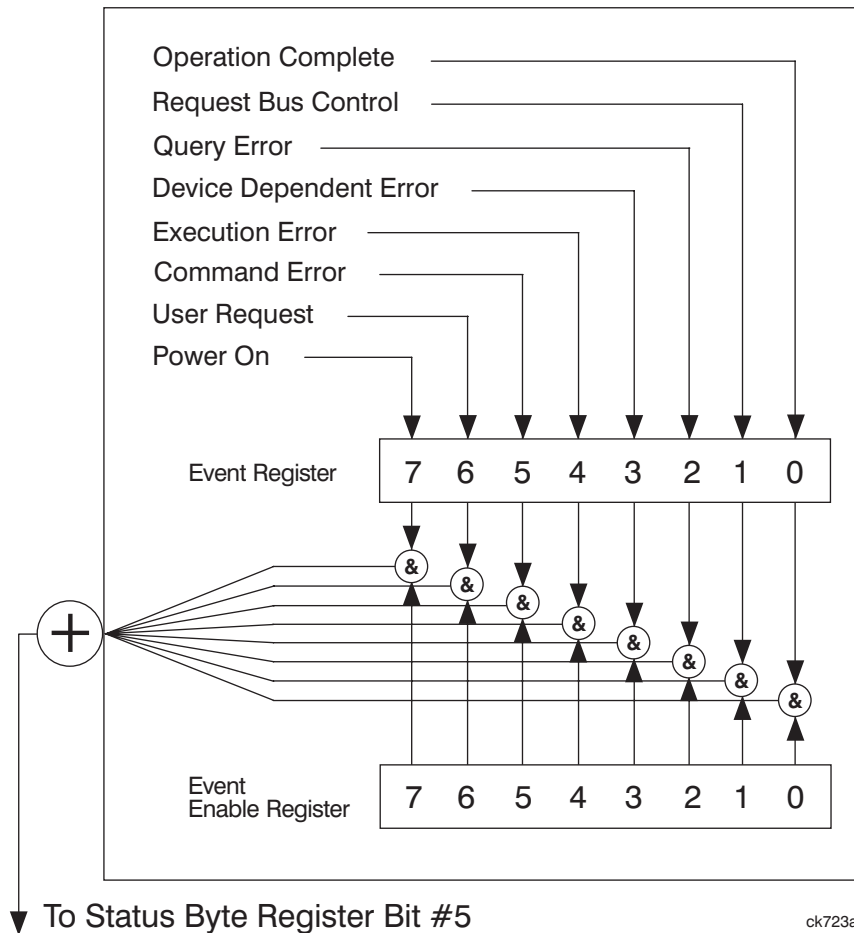 Operation Complete
Request Bus Control
Query Error
Device Dependent Error
Execution Error
Command Error
User Request
Power On
Event Register 7 6 5 4 3 2 1 0
&
&
&
&
&
&
&
&
+
Event
Enable Register 7 6 5 4 3 2 1 0
To Status Byte Register Bit #5
ck723a